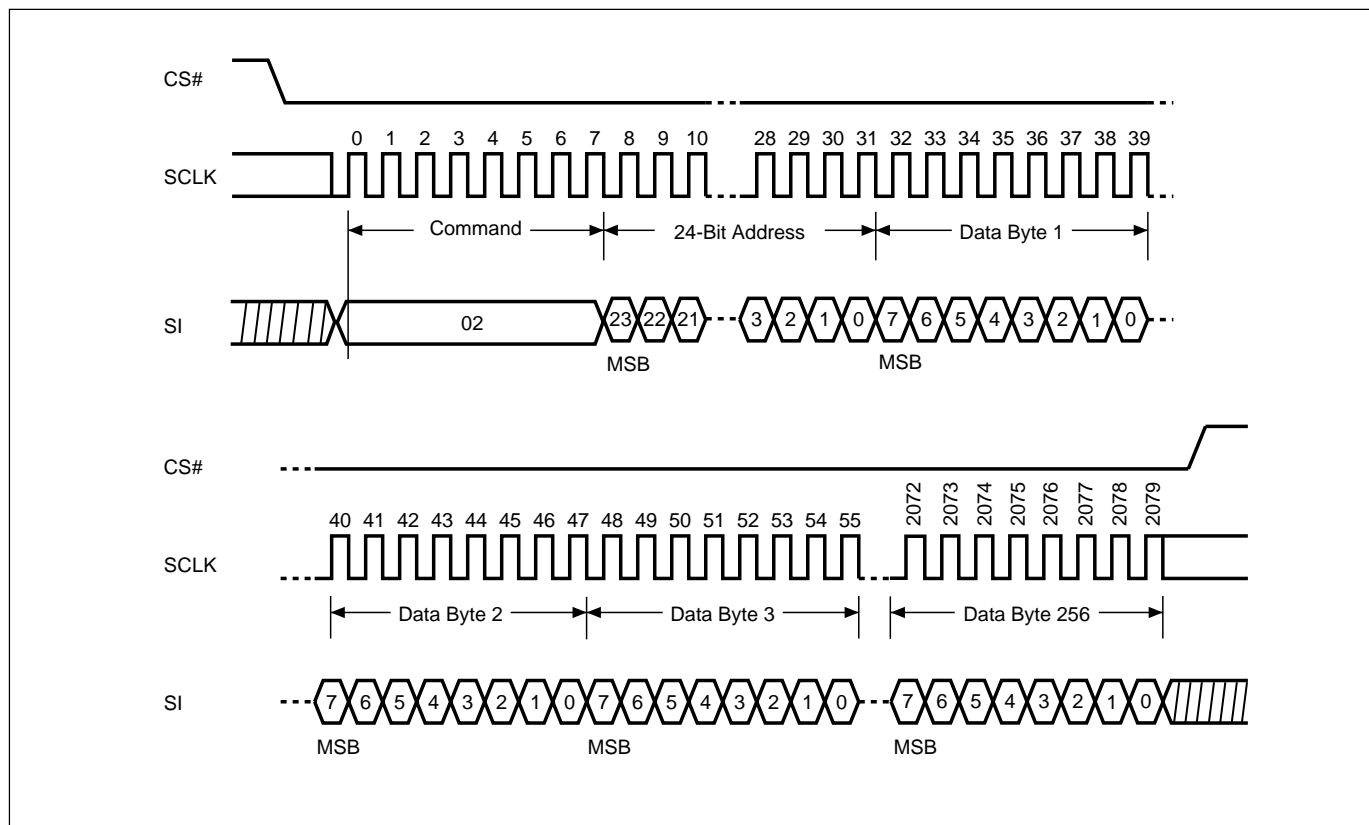 CS#
0 1 2 3 4 5 6 7 8 9 10 28 29 30 31 32 33 34 35 36 37 38 39
SCLK
Command 24-Bit Address Data Byte 1
SI 02 23 22 21 3 2 1 0 7 6 5 4 3 2 1 0
MSB MSB
CS#
2072 2073 2074 2075 2076 2077 2078 2079
40 41 42 43 44 45 46 47 48 49 50 51 52 53 54 55
SCLK
Data Byte 2 Data Byte 3 Data Byte 256
SI 7 6 5 4 3 2 1 0 7 6 5 4 3 2 1 0 7 6 5 4 3 2 1 0
MSB MSB MSB